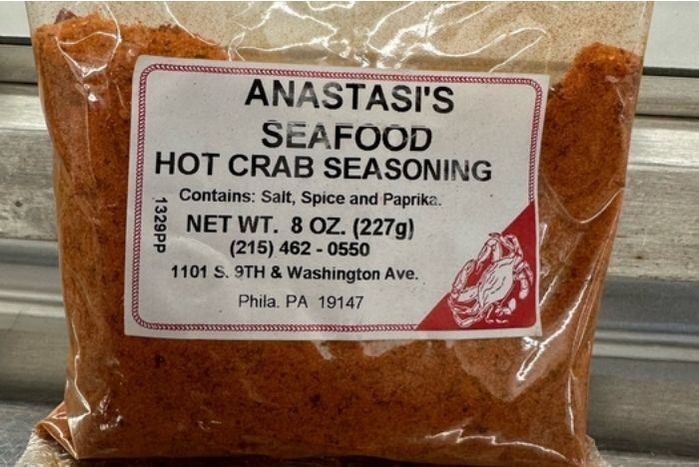 ANASTASI'S
SEAFOOD
HOT CRAB SEASONING
Contains: Salt, Spice and Paprika.
NET WT. 8 OZ. (227g)
(215) 462 - 0550
1101 S. 9TH & Washington Ave.
Phila. PA 19147
1329PP